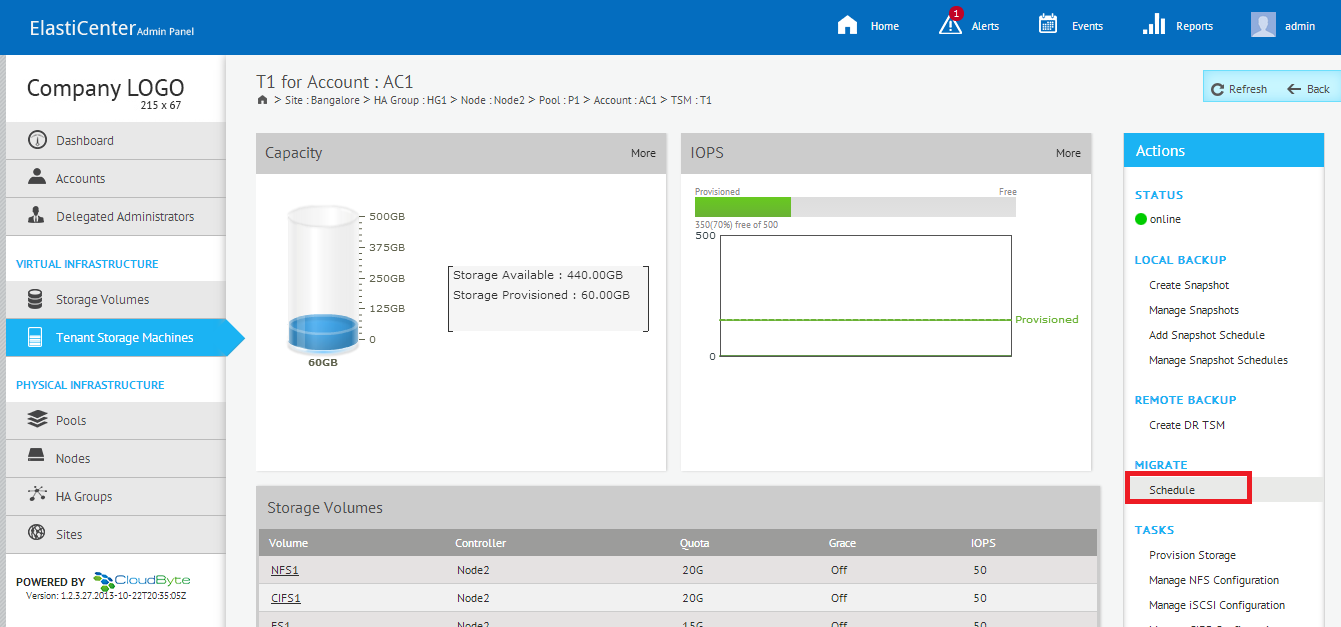 ElastiCenter Admin Panel
Home
1
Alerts
Events
Reports
admin
Company LOGO
215 x 67
Dashboard
Accounts
Delegated Administrators
VIRTUAL INFRASTRUCTURE
Storage Volumes
Tenant Storage Machines
PHYSICAL INFRASTRUCTURE
Pools
Nodes
HA Groups
Sites
POWERED BY CloudByte
Version: 1.2.3.27.2013-10-22T20:35:05Z
T1 for Account : AC1
> Site : Bangalore > HA Group : HG1 > Node : Node2 > Pool : P1 > Account : AC1 > TSM : T1
Refresh
Back
Capacity
More
500GB
375GB
250GB
125GB
0
60GB
Storage Available : 440.00GB
Storage Provisioned : 60.00GB
IOPS
More
Provisioned
Free
350(70%) free of 500
500
Provisioned
0
Storage Volumes
Volume Controller Quota Grace IOPS
NFS1 Node2 20G Off 50
CIFS1 Node2 20G Off 50
FS1 Node2 15G Off 50
Actions
STATUS
online
LOCAL BACKUP
Create Snapshot
Manage Snapshots
Add Snapshot Schedule
Manage Snapshot Schedules
REMOTE BACKUP
Create DR TSM
MIGRATE
Schedule
TASKS
Provision Storage
Manage NFS Configuration
Manage iSCSI Configuration